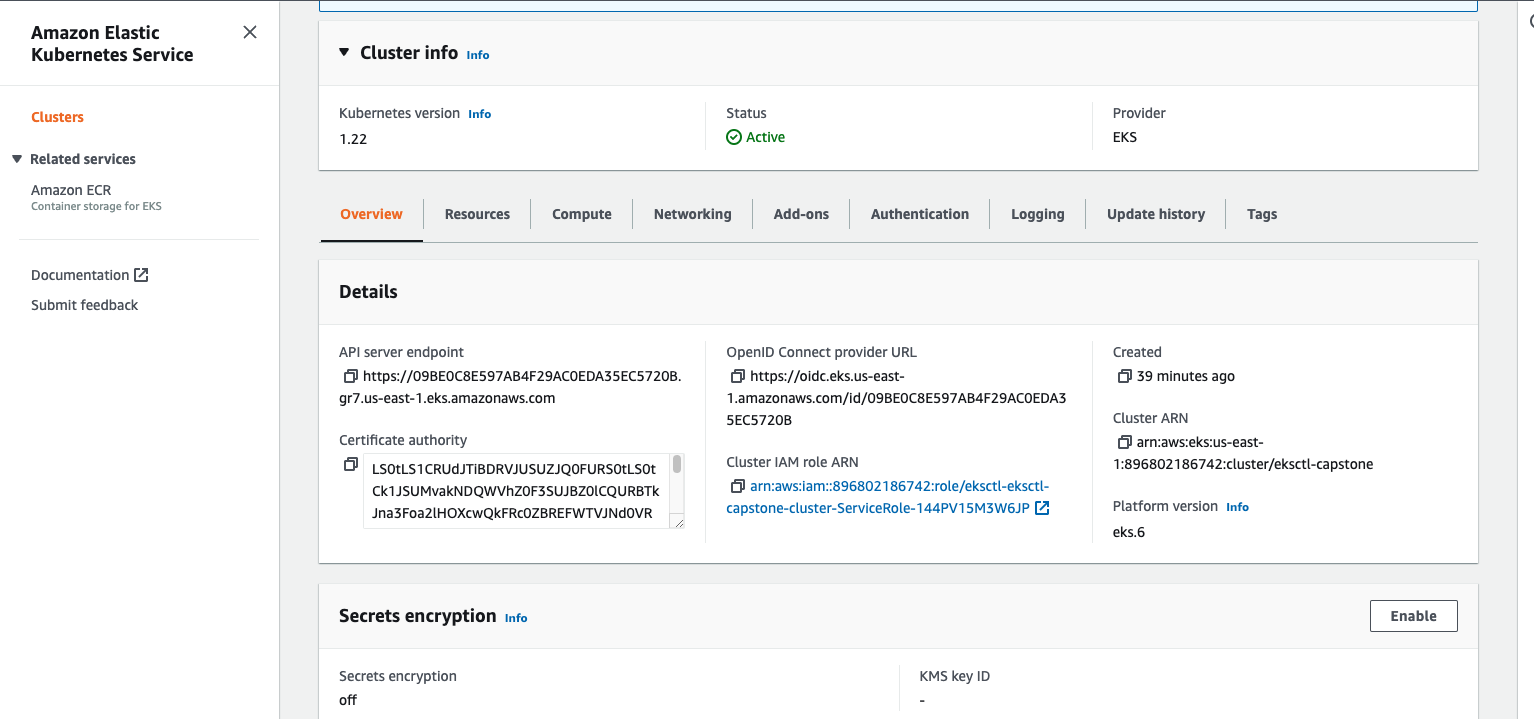 Amazon Elastic
Kubernetes Service
Clusters
Related services
Amazon ECR
Container storage for EKS
Documentation
Submit feedback
Cluster info Info
Kubernetes version Info
1.22
Status
Active
Provider
EKS
Overview
Resources
Compute
Networking
Add-ons
Authentication
Logging
Update history
Tags
Details
API server endpoint
https://09BE0C8E597AB4F29AC0EDA35EC5720B.
gr7.us-east-1.eks.amazonaws.com
Certificate authority
LS0tLS1CRUdJTiBDRVJUSUZJQ0FURS0tLS0t
Ck1JSUMvakNDQWVhZ0F3SUJBZ0lCQURBTk
Jna3Foa2lHOXcwQkFRc0ZBREFWTVJNd0VR
OpenID Connect provider URL
https://oidc.eks.us-east-
1.amazonaws.com/id/09BE0C8E597AB4F29AC0EDA3
5EC5720B
Cluster IAM role ARN
arn:aws:iam::896802186742:role/eksctl-eksctl-
capstone-cluster-ServiceRole-144PV15M3W6JP
Created
39 minutes ago
Cluster ARN
arn:aws:eks:us-east-
1:896802186742:cluster/eksctl-capstone
Platform version Info
eks.6
Secrets encryption Info
Enable
Secrets encryption
off
KMS key ID
-